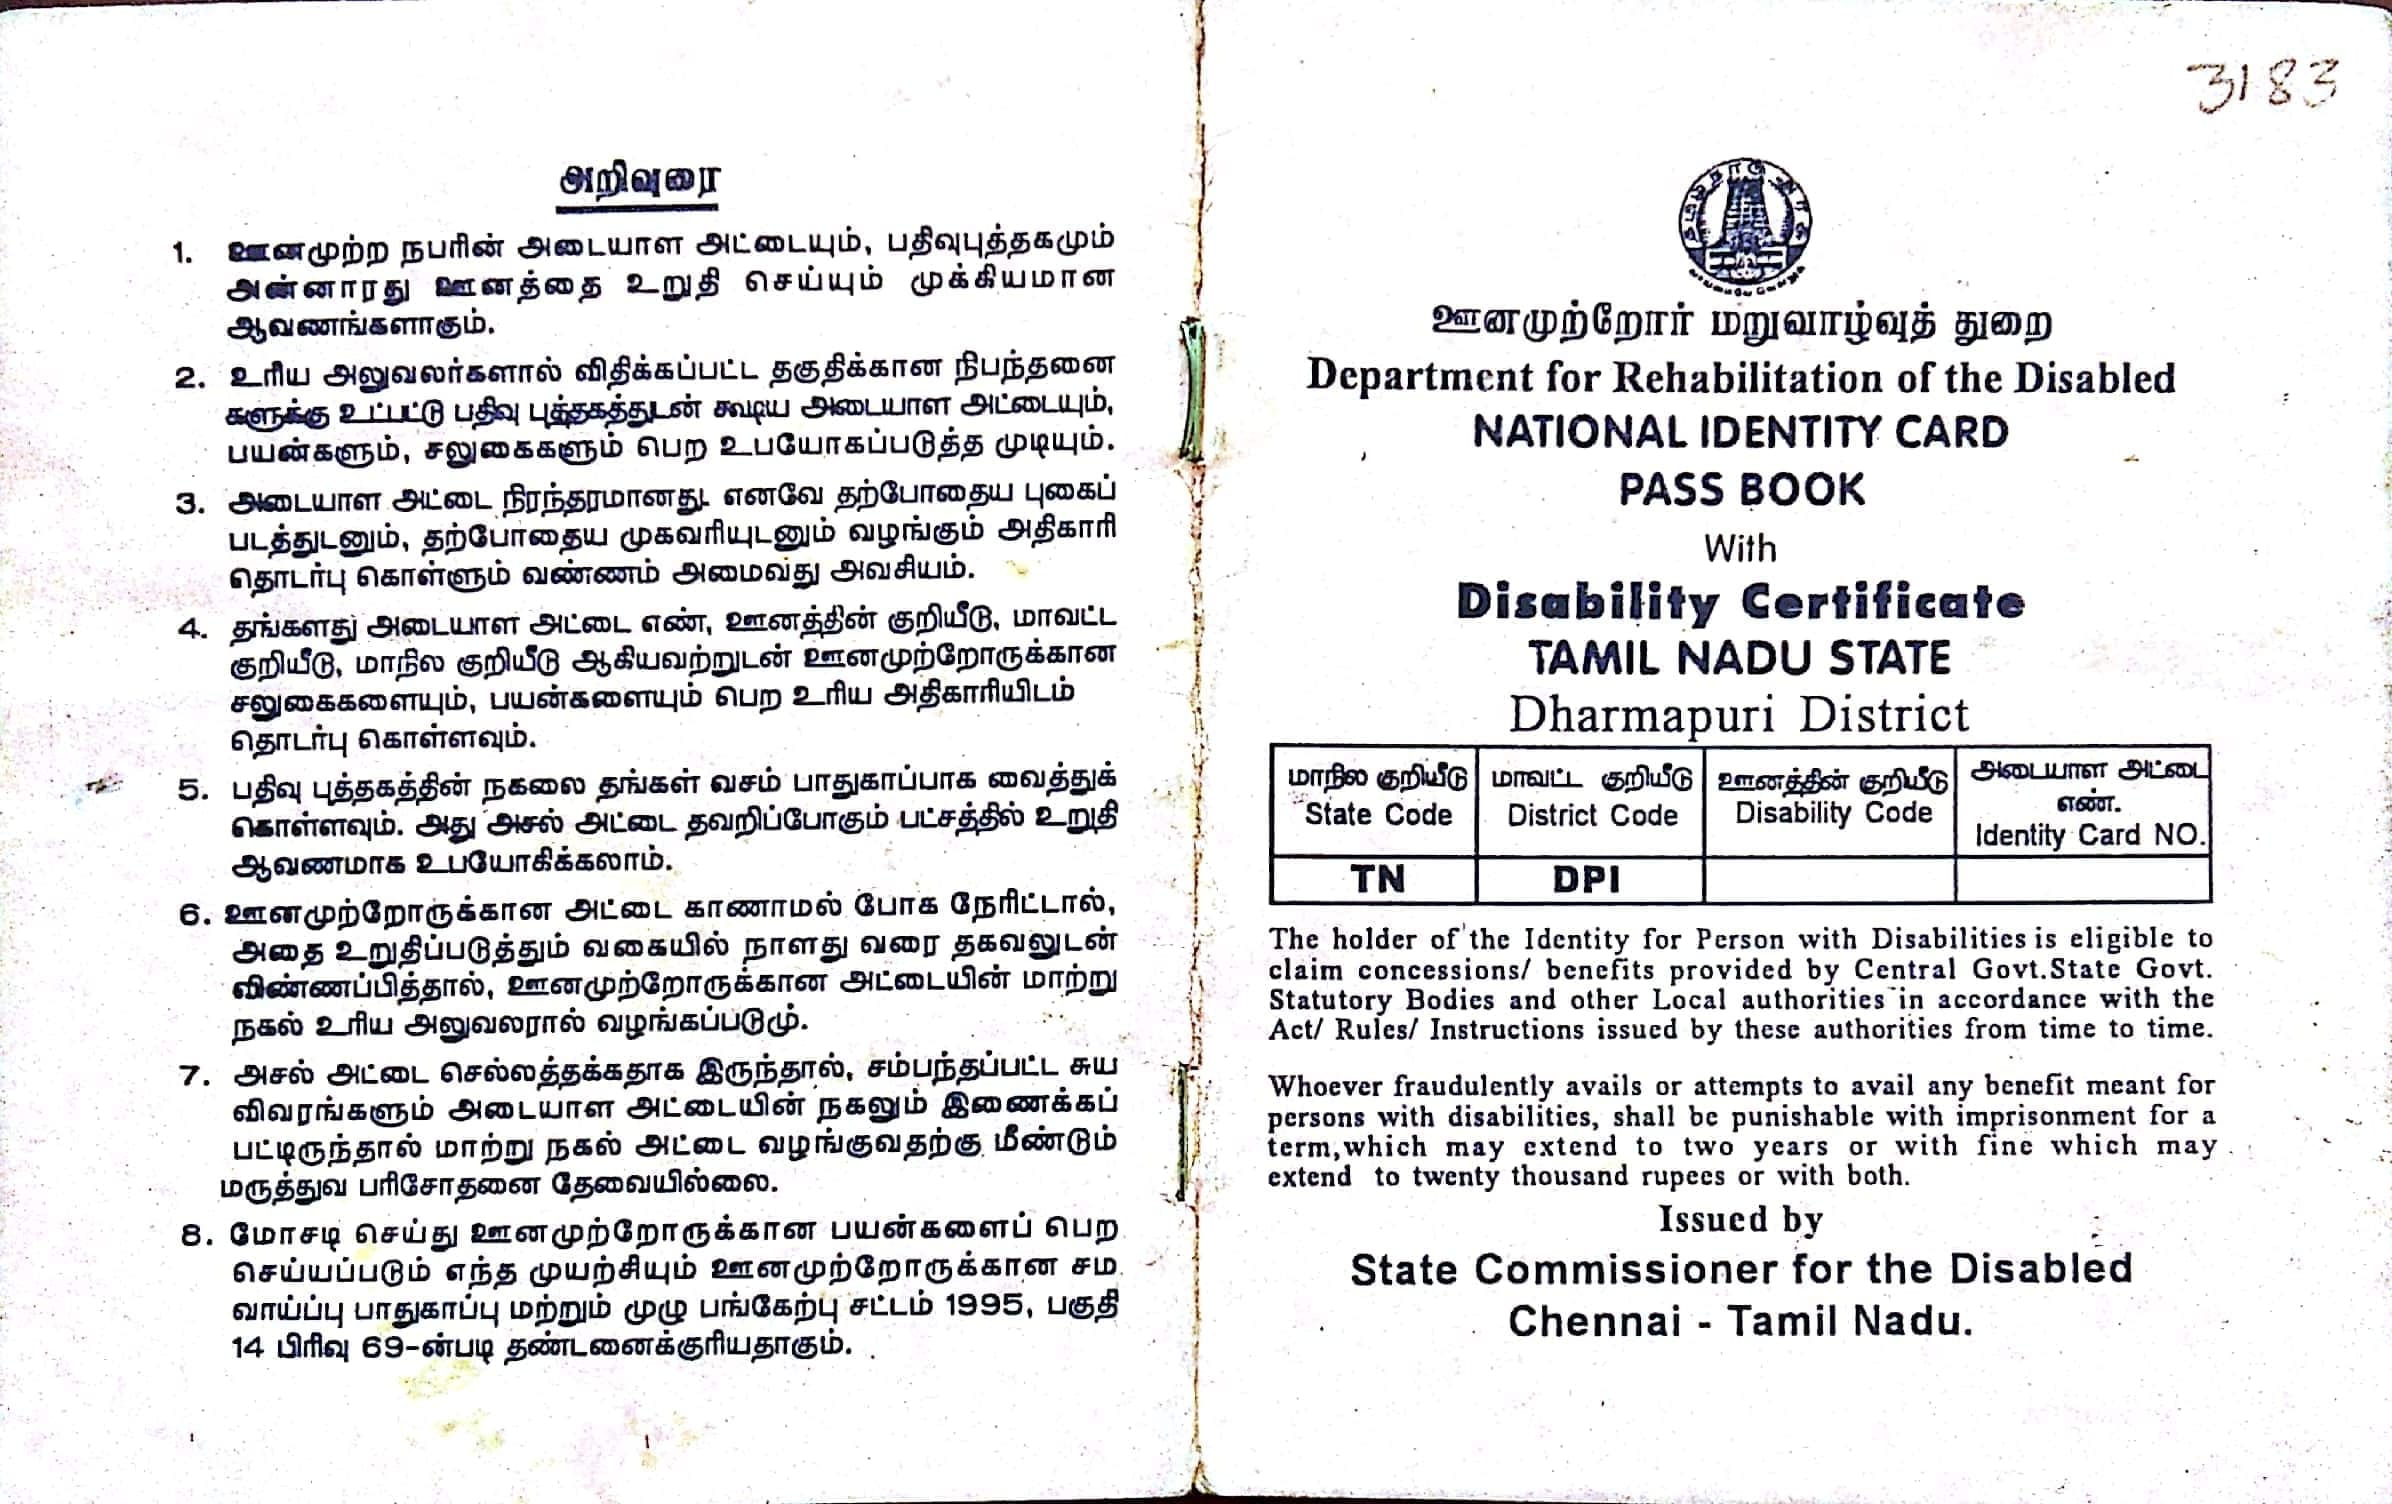 அறிவுரை
1. ஊனமுற்ற நபரின் அடையாள அட்டையும், பதிவுபுத்தகமும்
அன்னாரது ஊனத்தை உறுதி செய்யும் முக்கியமான
ஆவணங்களாகும்.
2. உரிய அலுவலர்களால் விதிக்கப்பட்ட தகுதிக்கான நிபந்தனை
களுக்கு உட்பட்டு பதிவு புத்தகத்துடன் கூடிய அடையாள அட்டையும்,
பயன்களும், சலுகைகளும் பெற உபயோகப்படுத்த முடியும்.
3. அடையாள அட்டை நிரந்தரமானது. எனவே தற்போதைய புகைப்
படத்துடனும், தற்போதைய முகவரியுடனும் வழங்கும் அதிகாரி
தொடர்பு கொள்ளும் வண்ணம் அமைவது அவசியம்.
4. தங்களது அடையாள அட்டை எண், ஊனத்தின் குறியீடு, மாவட்ட
குறியீடு, மாநில குறியீடு ஆகியவற்றுடன் ஊனமுற்றோருக்கான
சலுகைகளையும், பயன்களையும் பெற உரிய அதிகாரியிடம்
தொடர்பு கொள்ளவும்.
5. பதிவு புத்தகத்தின் நகலை தங்கள் வசம் பாதுகாப்பாக வைத்துக்
கொள்ளவும். அது அசல் அட்டை தவறிப்போகும் பட்சத்தில் உறுதி
ஆவணமாக உபயோகிக்கலாம்.
6. ஊனமுற்றோருக்கான அட்டை காணாமல் போக நேரிட்டால்,
அதை உறுதிப்படுத்தும் வகையில் நாளது வரை தகவலுடன்
விண்ணப்பித்தால், ஊனமுற்றோருக்கான அட்டையின் மாற்று
நகல் உரிய அலுவலரால் வழங்கப்படுமு்.
7. அசல் அட்டை செல்லத்தக்கதாக இருந்தால், சம்பந்தப்பட்ட சுய
விவரங்களும் அடையாள அட்டையின் நகலும் இணைக்கப்
பட்டிருந்தால் மாற்று நகல் அட்டை வழங்குவதற்கு மீண்டும்
மருத்துவ பரிசோதனை தேவையில்லை.
8. மோசடி செய்து ஊனமுற்றோருக்கான பயன்களைப் பெற
செய்யப்படும் எந்த முயற்சியும் ஊனமுற்றோருக்கான சம
வாய்ப்பு பாதுகாப்பு மற்றும் முழு பங்கேற்பு சட்டம் 1995, பகுதி
14 பிரிவு 69-ன்படி தண்டனைக்குரியதாகும்.
3183
ஊனமுற்றோர் மறுவாழ்வுத் துறை
Department for Rehabilitation of the Disabled
NATIONAL IDENTITY CARD
PASS BOOK
With
Disability Certificate
TAMIL NADU STATE
Dharmapuri District
மாநில குறியீடு மாவட்ட குறியீடு ஊனத்தின் குறியீடு அடையாள அட்டை எண்.
State Code District Code Disability Code Identity Card NO.
TN DPI
The holder of the Identity for Person with Disabilities is eligible to
claim concessions/ benefits provided by Central Govt.State Govt.
Statutory Bodies and other Local authorities in accordance with the
Act/ Rules/ Instructions issued by these authorities from time to time.
Whoever fraudulently avails or attempts to avail any benefit meant for
persons with disabilities, shall be punishable with imprisonment for a
term,which may extend to two years or with fine which may
extend to twenty thousand rupees or with both.
Issued by
State Commissioner for the Disabled
Chennai - Tamil Nadu.